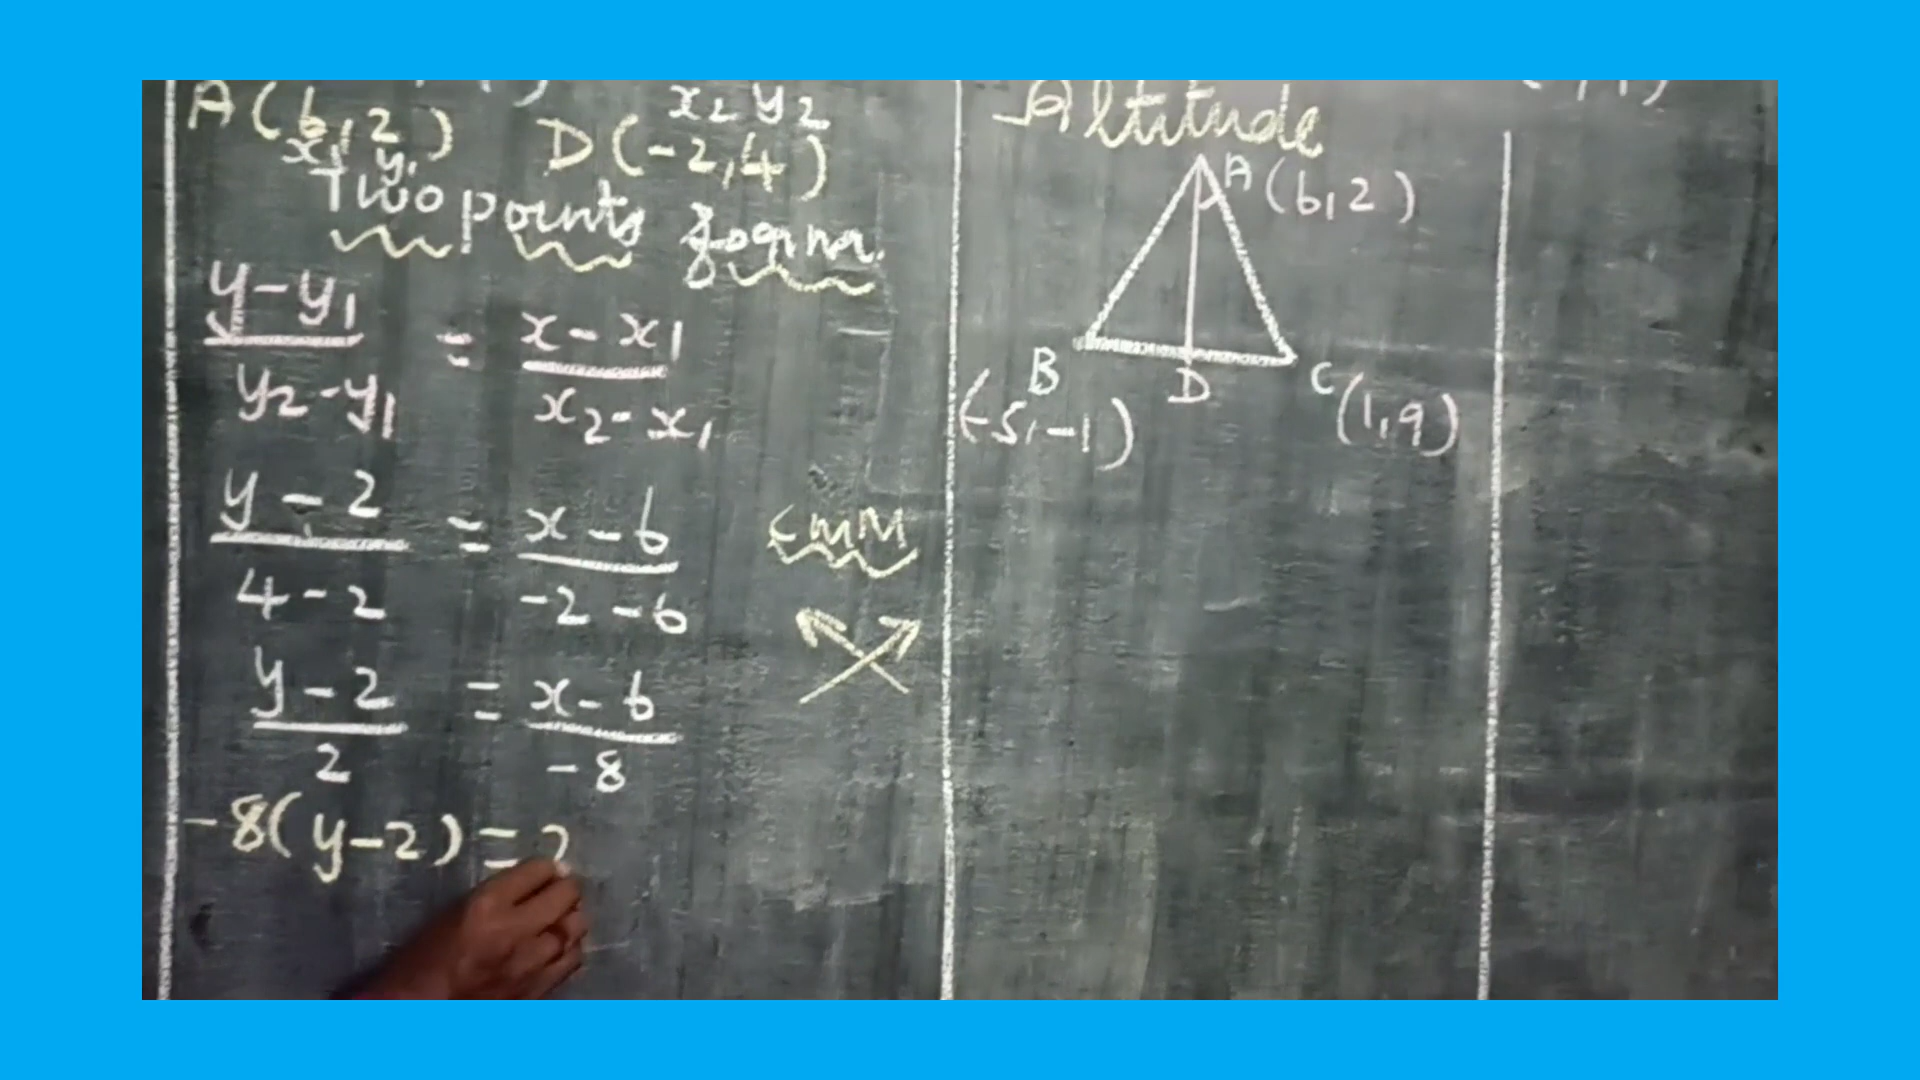 A(6,2) D(-2,4)
x₁ y₁ x₂ y₂
Two points
y-y₁ / y₂-y₁ = x-x₁ / x₂-x₁
y-2 / 4-2 = x-6 / -2-6
CMM
y-2 / 2 = x-6 / -8
-8(y-2)=2
Altitude
A(6,2)
B D C
(-5,-1) (1,9)